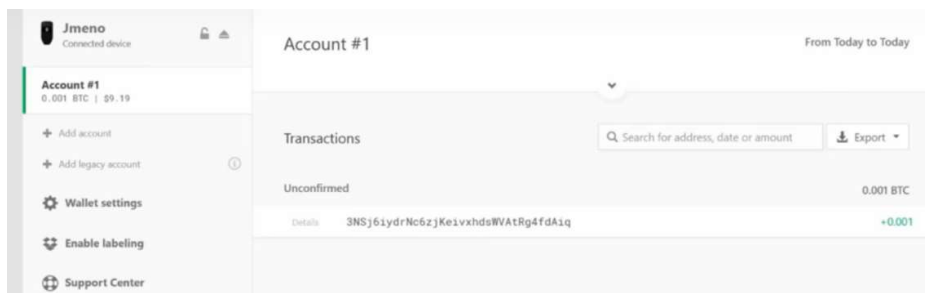 Jmeno
Connected device
Account #1
0.001 BTC | $9.19
Add account
Add legacy account
Wallet settings
Enable labeling
Support Center
Account #1
From Today to Today
Transactions
Search for address, date or amount
Export
Unconfirmed
0.001 BTC
Details 3NSj6iydrNc6zjKeivxhdsWVAtRg4fdAiq +0.001